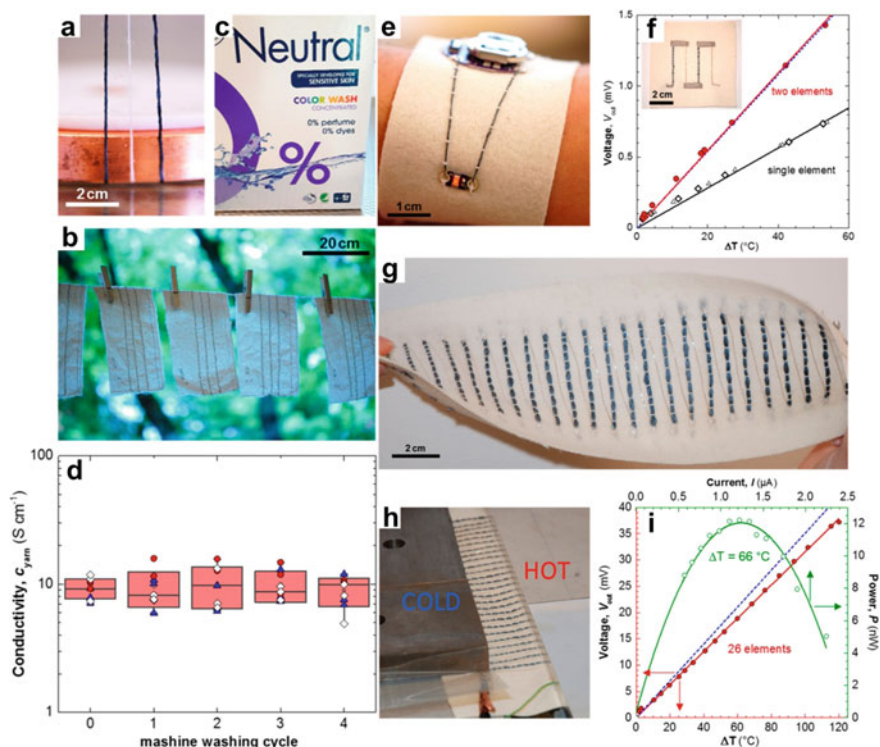 a
2 cm
c
Neutral®
SPECIALLY DEVELOPED FOR
SENSITIVE SKIN
COLOR WASH
CONCENTRATED
0% perfume
0% dyes
0%
e
1 cm
f
1.5
1.0
0.5
0.0
Voltage, Vout (mV)
2 cm
two elements
single element
0 20 40 60
ΔT (°C)
b
20 cm
g
2 cm
d
100
10
1
Conductivity, cyarn (S cm⁻¹)
0 1 2 3 4
mashine washing cycle
h
COLD
HOT
i
Current, I (µA)
0.0 0.5 1.0 1.5 2.0 2.5
40
35
30
25
20
15
10
5
0
Voltage, Vout (mV)
ΔT = 66 °C
26 elements
12
10
8
6
4
2
0
Power, P (nW)
0 20 40 60 80 100 120
ΔT (°C)